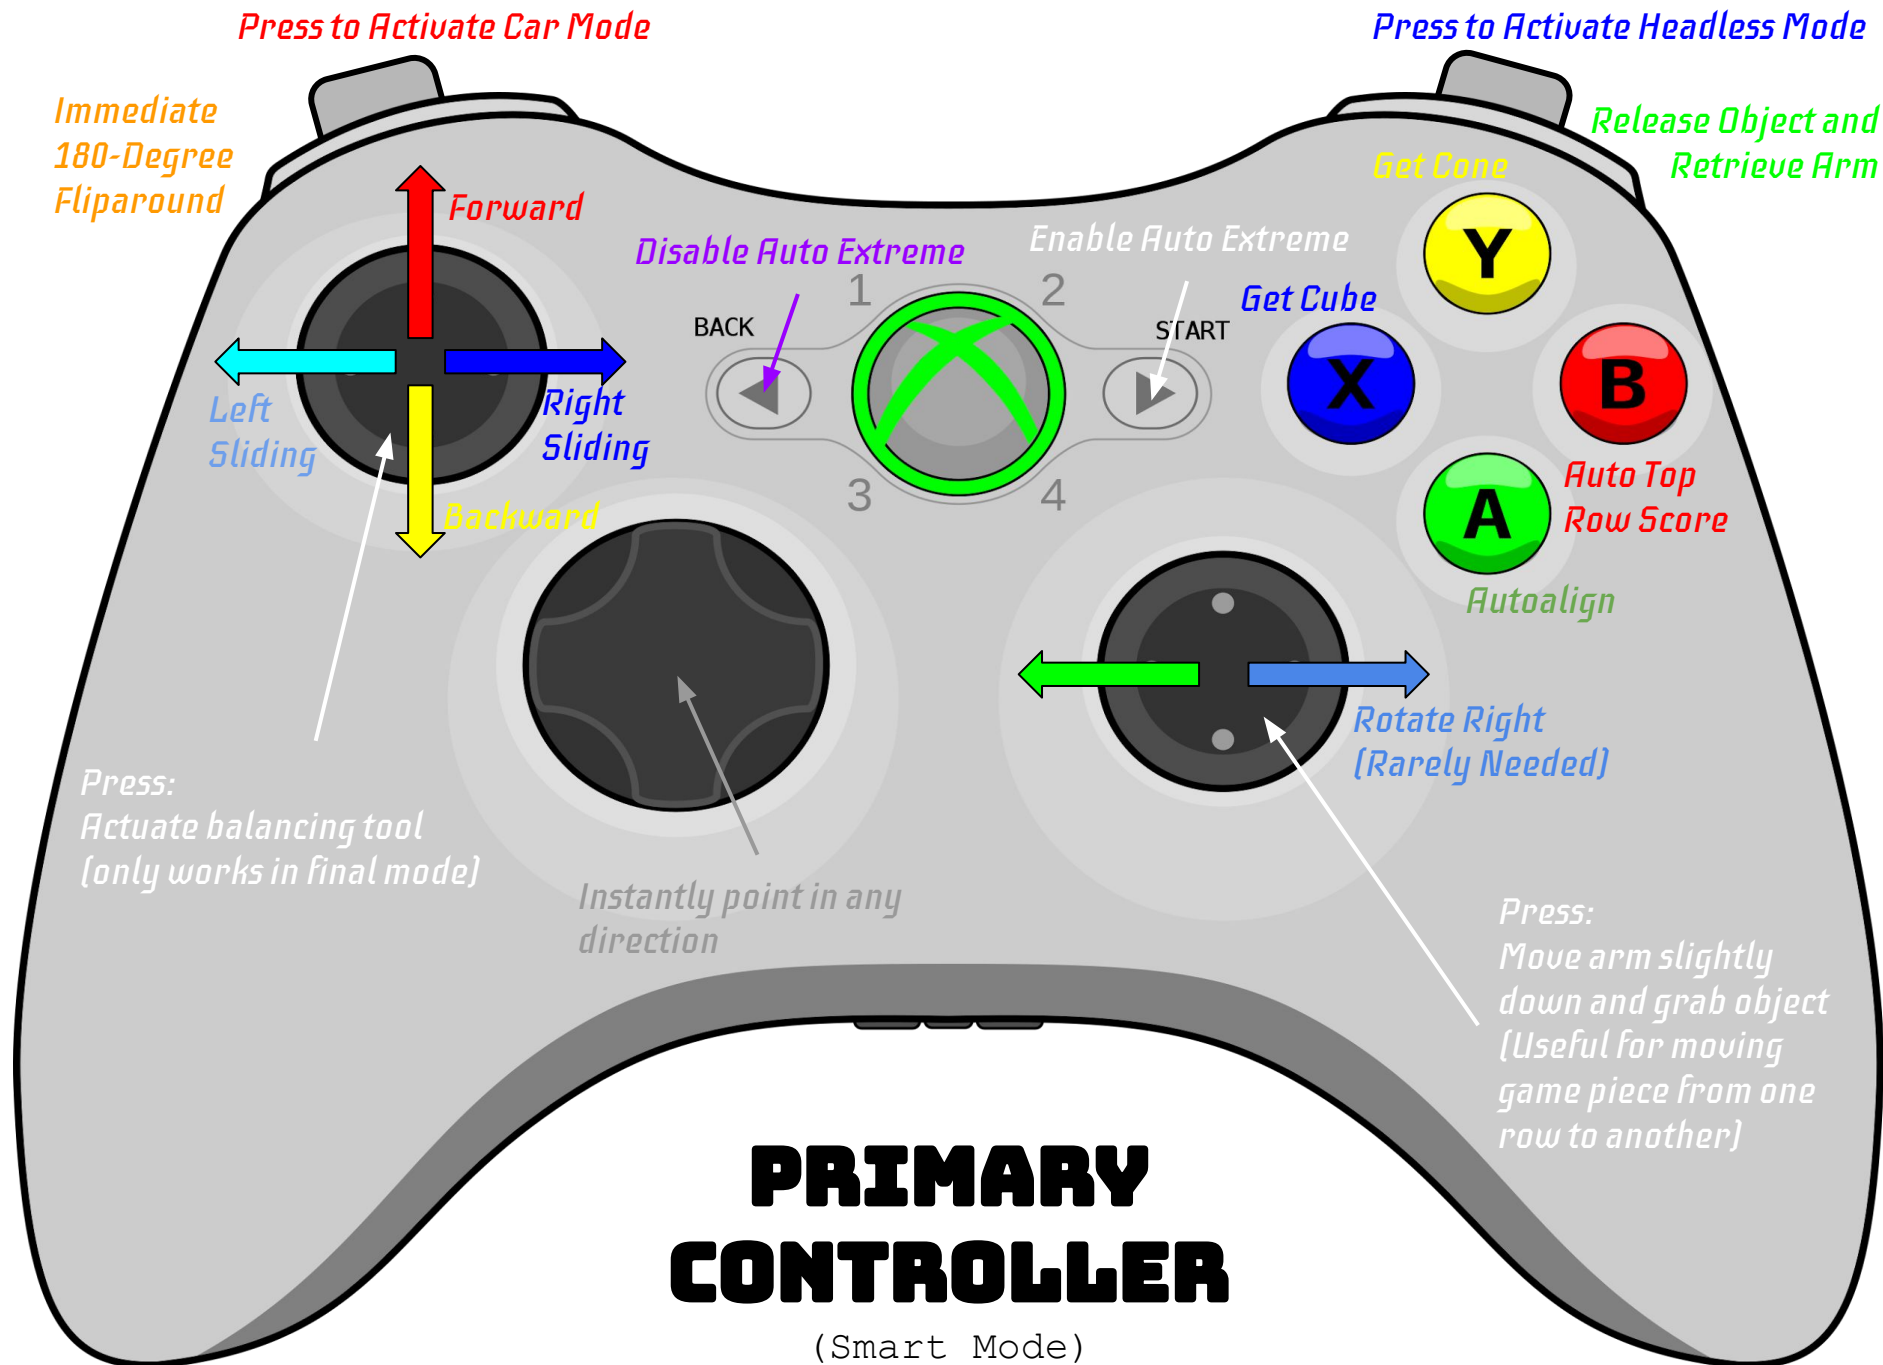 Press to Activate Car Mode
Press to Activate Headless Mode
Immediate
180-Degree
Fliparound
Release Object and
Retrieve Arm
Get Cone
Forward
Disable Auto Extreme
Enable Auto Extreme
1
2
Y
Get Cube
BACK
START
X
B
Left
Sliding
Right
Sliding
Auto Top
Row Score
3
4
A
Backward
Autoalign
Rotate Right
(Rarely Needed)
Press:
Actuate balancing tool
(only works in final mode)
Instantly point in any
direction
Press:
Move arm slightly
down and grab object
(Useful for moving
game piece from one
row to another)
PRIMARY
CONTROLLER
(Smart Mode)